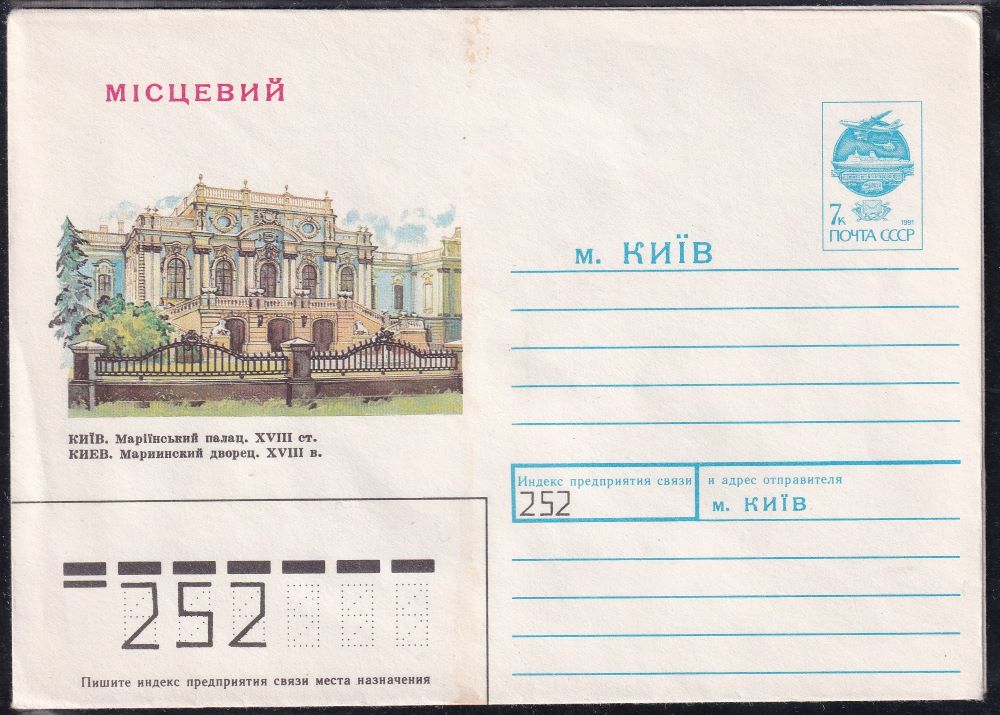 МІСЦЕВИЙ
7к
1991
ПОЧТА СССР
м. КИЇВ
КИЇВ. Маріїнський палац. XVIII ст.
КИЕВ. Мариинский дворец. XVIII в.
Индекс предприятия связи и адрес отправителя
252 м. КИЇВ
252
Пишите индекс предприятия связи места назначения